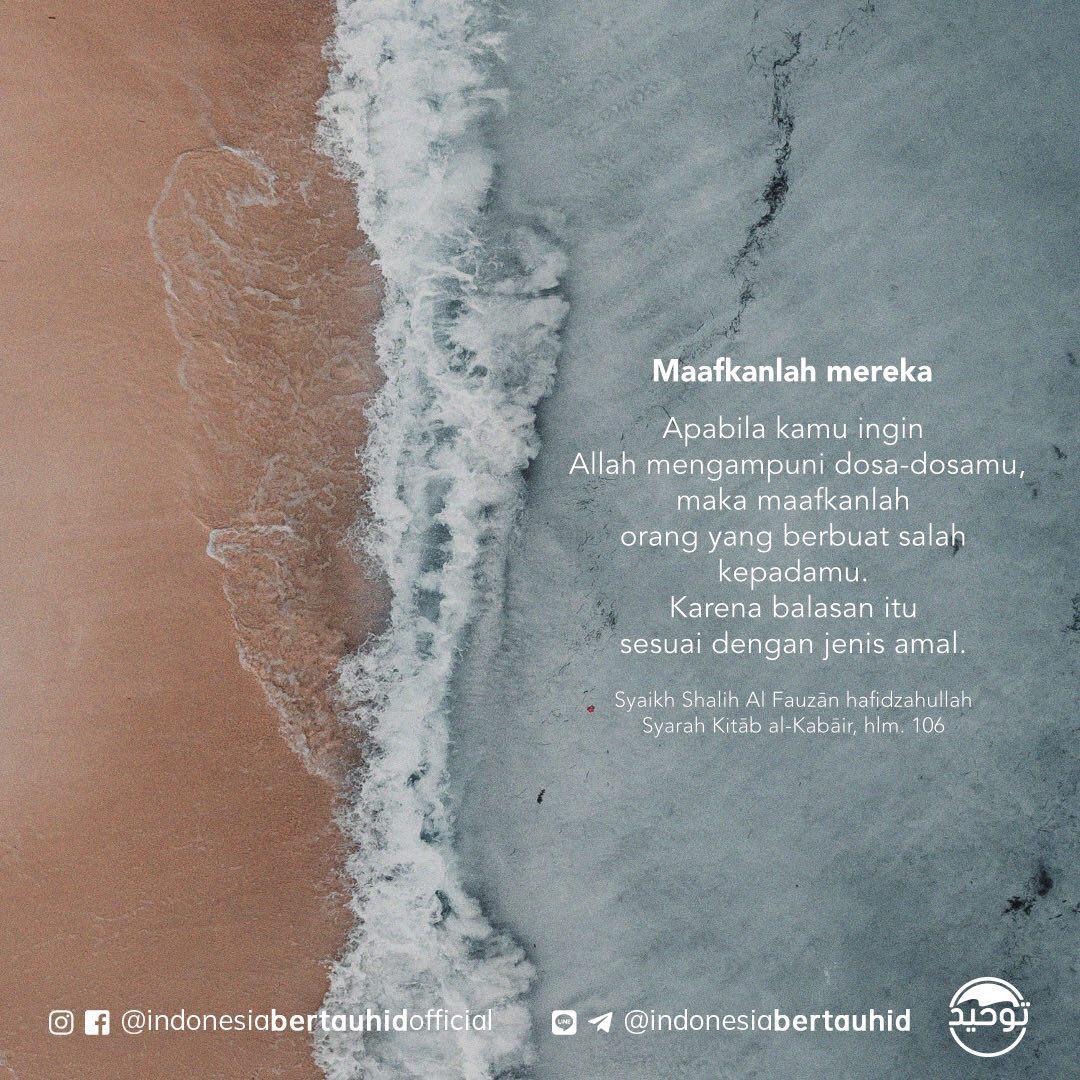 Maafkanlah mereka
Apabila kamu ingin
Allah mengampuni dosa-dosamu,
maka maafkanlah
orang yang berbuat salah
kepadamu.
Karena balasan itu
sesuai dengan jenis amal.
Syaikh Shalih Al Fauzān hafidzahullah
Syarah Kitāb al-Kabāir, hlm. 106
@indonesiabertauhidofficial
LINE @indonesiabertauhid
توحيد